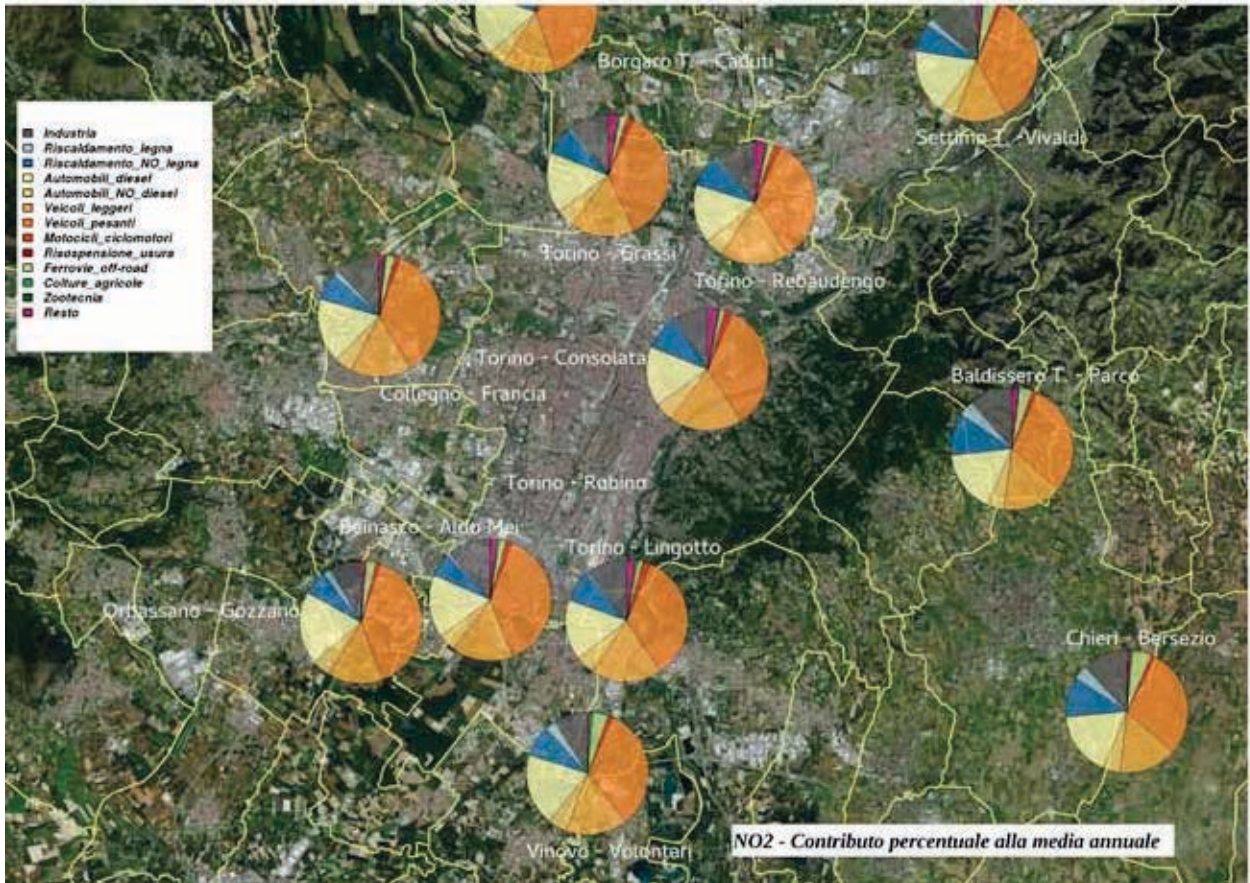 Borgaro T. - Caduti
Settimo T. - Vivaldi
Industria
Riscaldamento_legna
Riscaldamento_NO_legna
Automobili_diesel
Automobili_NO_diesel
Veicoli_leggeri
Veicoli_pesanti
Motocicli_ciclomotori
Risospensione_usura
Ferrovie_off-road
Colture_agricole
Zootecnia
Resto
Torino - Grassi
Torino - Rebaudengo
Torino - Consolata
Collegno - Francia
Baldissero T. - Parco
Torino - Rubino
Beinasco - Aldo Mei
Torino - Lingotto
Orbassano - Gozzano
Chieri - Bersezio
NO2 - Contributo percentuale alla media annuale
Vinovo - Volontari